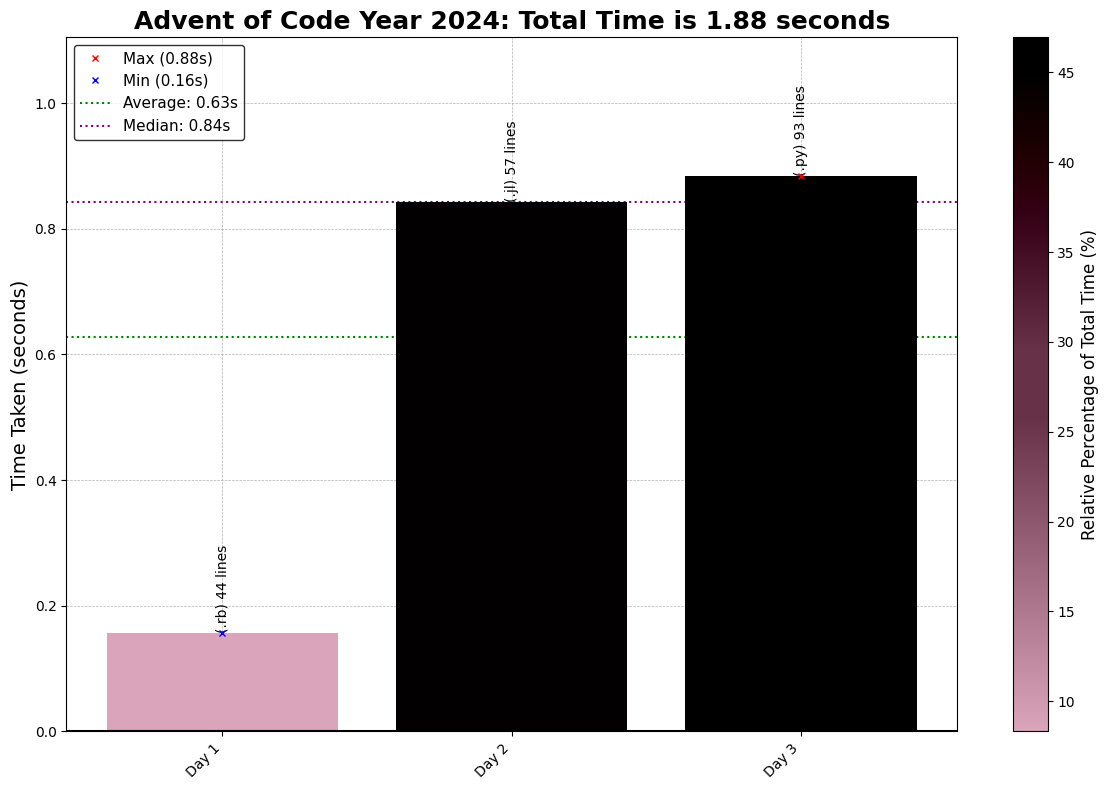 Advent of Code Year 2024: Total Time is 1.88 seconds
Max (0.88s)
Min (0.16s)
Average: 0.63s
Median: 0.84s
Time Taken (seconds)
1.0
0.8
0.6
0.4
0.2
0.0
(.rb) 44 lines
(.jl) 57 lines
(.py) 93 lines
Day 1
Day 2
Day 3
45
40
35
30
25
20
15
10
Relative Percentage of Total Time (%)